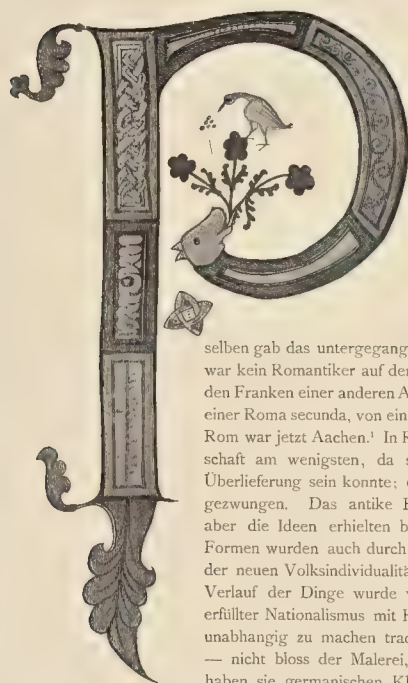 P
selben gab das untergegang
war kein Romantiker auf de
den Franken einer anderen A
einer Roma secunda, von ein
Rom war jetzt Aachen.¹ In
schaft am wenigsten, da s
Überlieferung sein konnte;
gezwungen. Das antike
aber die Ideen erhielten b
Formen wurden auch durch
der neuen Volksindividualitä
Verlauf der Dinge wurde v
erfüllter Nationalismus mit
unabhangig zu machen trac
— nicht bloss der Malerei,
haben sie germanischen